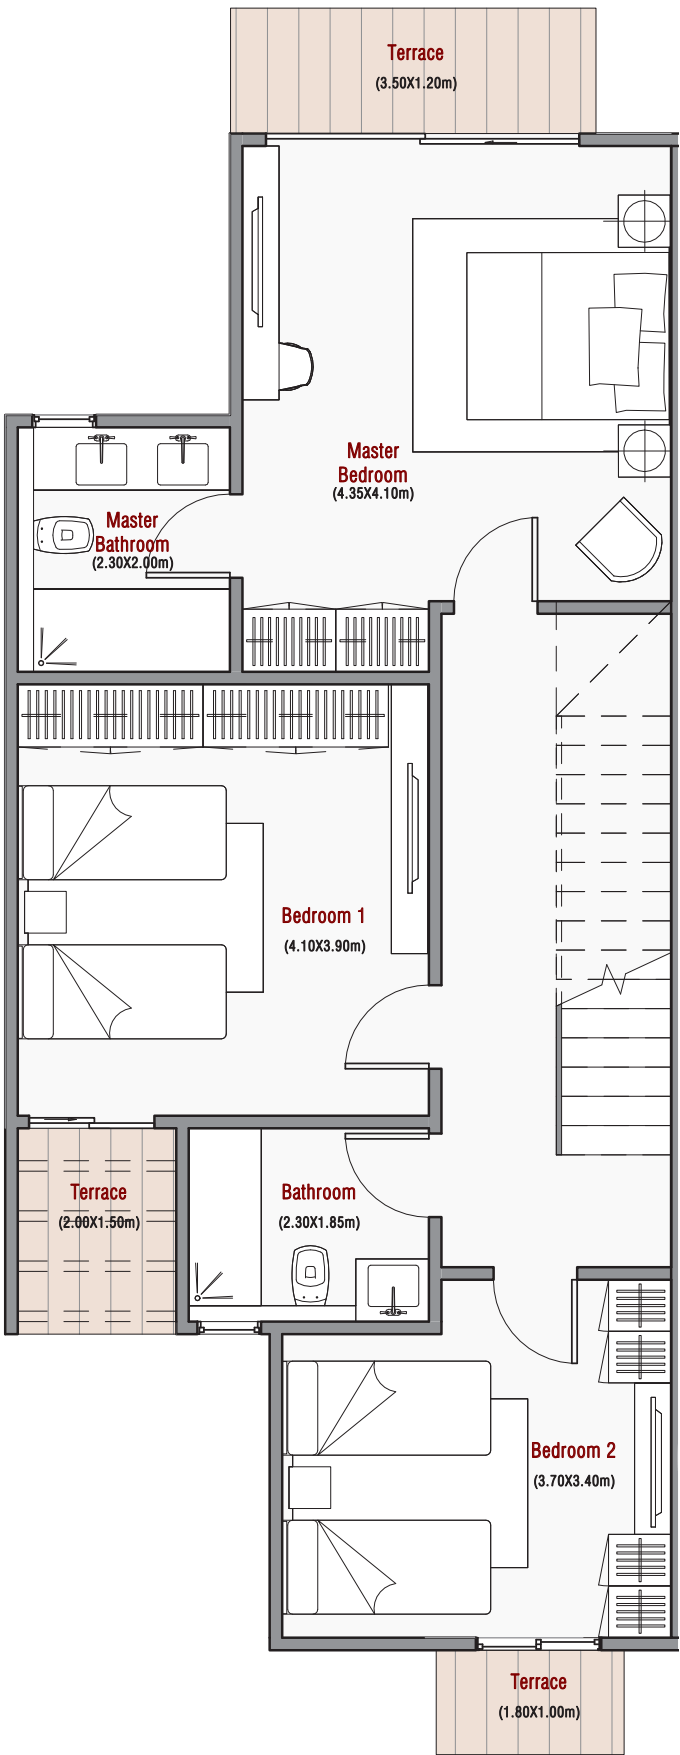 Terrace
(3.50X1.20m)
Master
Bedroom
(4.35X4.10m)
Master
Bathroom
(2.30X2.00m)
Bedroom 1
(4.10X3.90m)
Terrace
(2.00X1.50m)
Bathroom
(2.30X1.85m)
Bedroom 2
(3.70X3.40m)
Terrace
(1.80X1.00m)